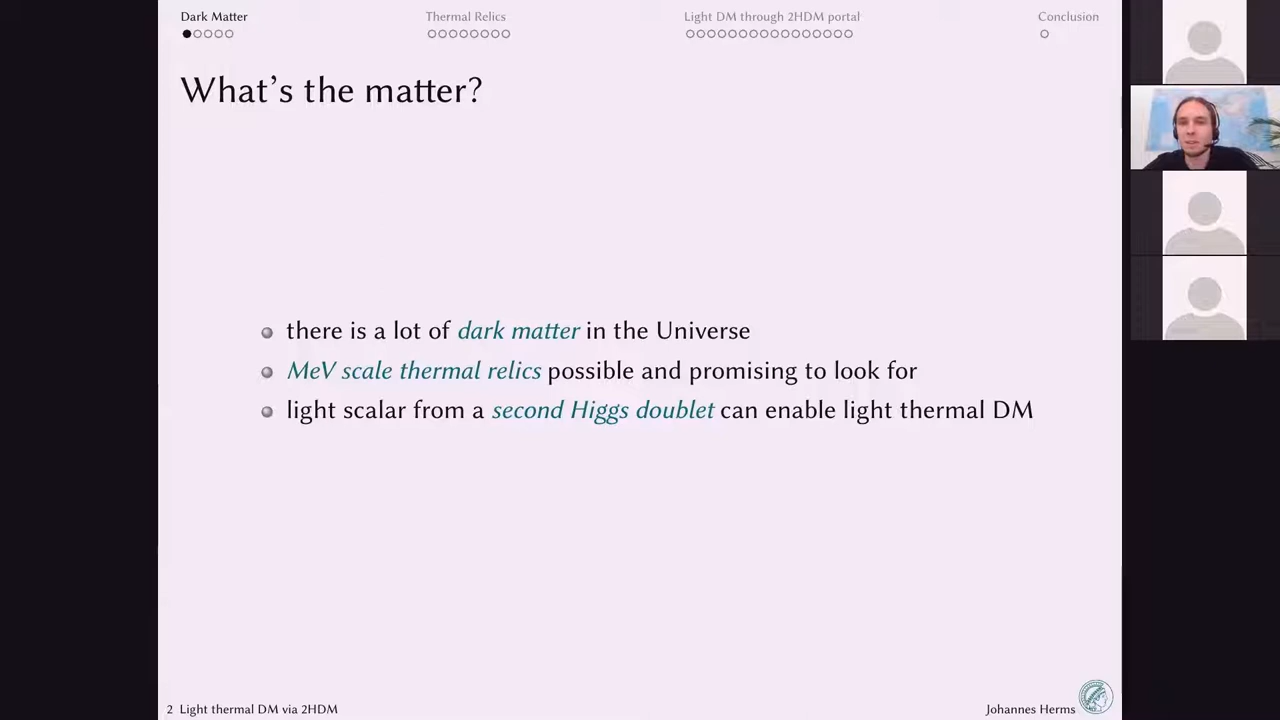 Dark Matter
Thermal Relics
Light DM through 2HDM portal
Conclusion
What's the matter?
there is a lot of dark matter in the Universe
MeV scale thermal relics possible and promising to look for
light scalar from a second Higgs doublet can enable light thermal DM
2 Light thermal DM via 2HDM
Johannes Herms